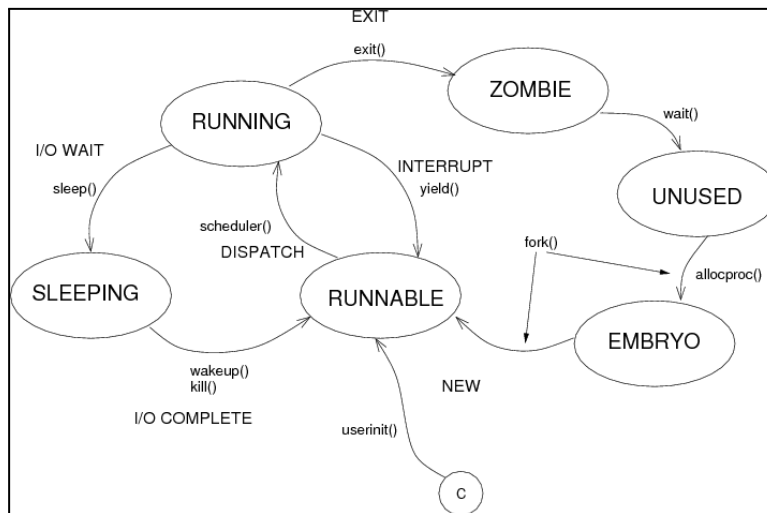 EXIT
exit()
ZOMBIE
wait()
RUNNING
I/O WAIT
INTERRUPT
sleep()
yield()
UNUSED
scheduler()
DISPATCH
fork()
allocproc()
SLEEPING
RUNNABLE
EMBRYO
wakeup()
kill()
NEW
I/O COMPLETE
userinit()
C